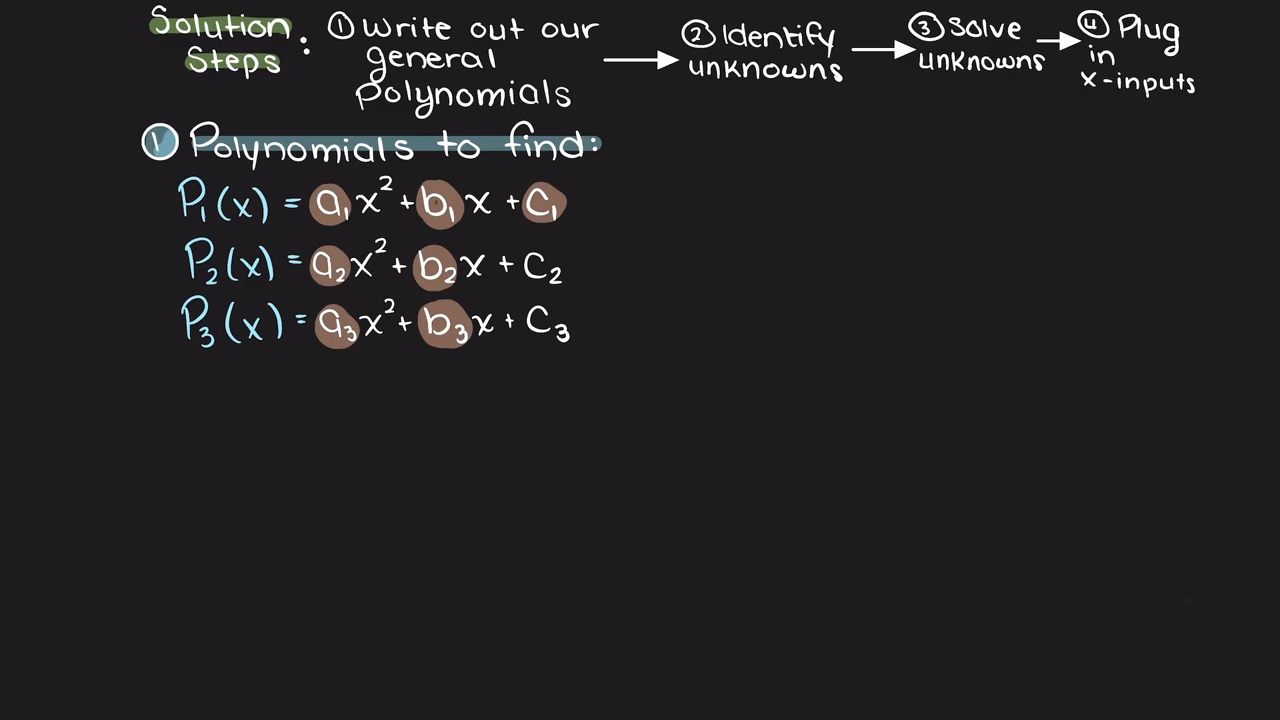 Solution Steps :
① Write out our general polynomials
② Identify unknowns
③ Solve unknowns
④ Plug in x-inputs
① Polynomials to find:
P₁(x) = a₁x² + b₁x + c₁
P₂(x) = a₂x² + b₂x + c₂
P₃(x) = a₃x² + b₃x + c₃